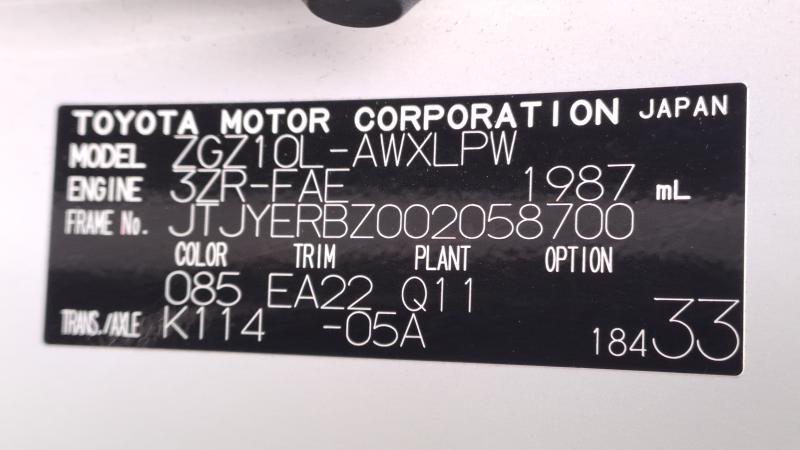 TOYOTA MOTOR CORPORATION JAPAN
MODEL ZGZ10L-AWXLPW
ENGINE 3ZR-FAE 1987 mL
FRAME No. JTJYERBZ002058700
COLOR TRIM PLANT OPTION
085 EA22 Q11
TRANS./AXLE K114 -05A 18433